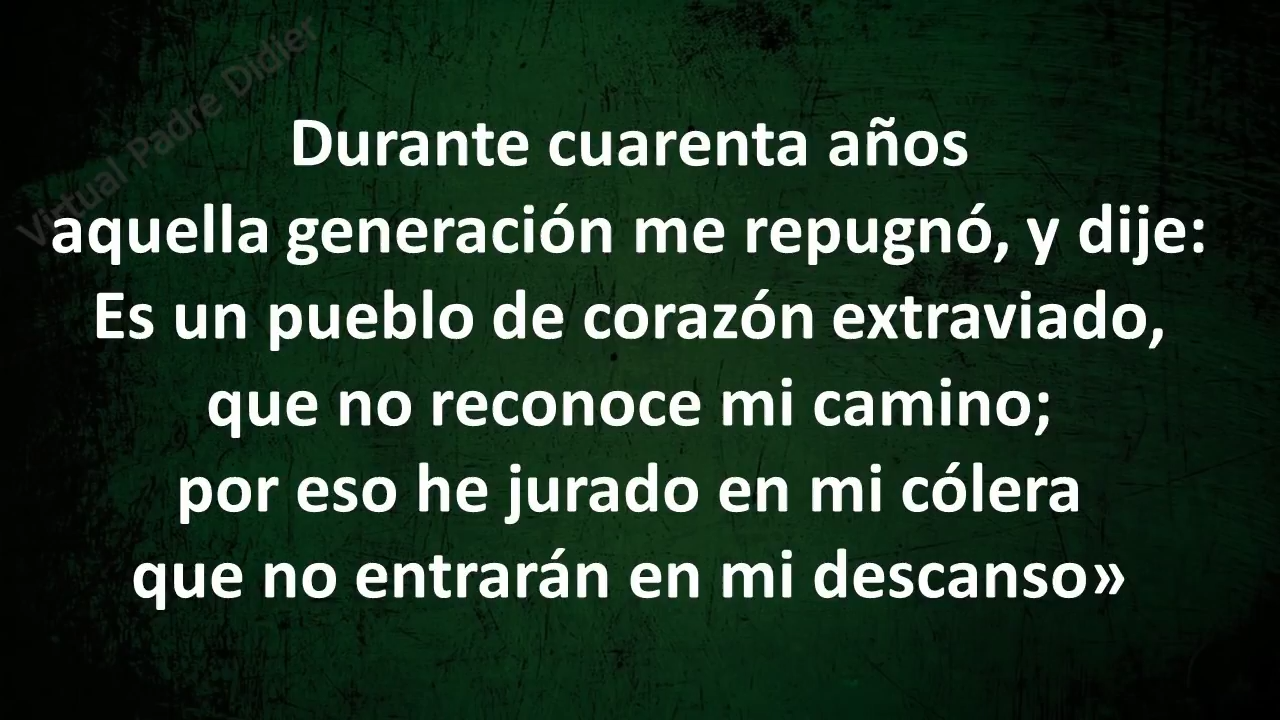 Virtual Padre Didier
Durante cuarenta años
aquella generación me repugnó, y dije:
Es un pueblo de corazón extraviado,
que no reconoce mi camino;
por eso he jurado en mi cólera
que no entrarán en mi descanso»